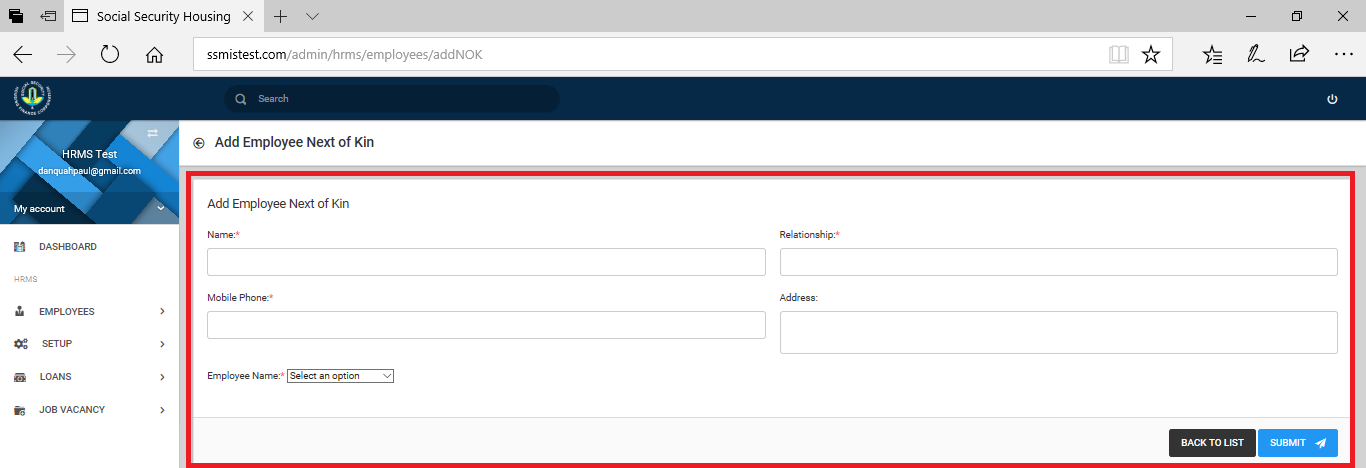 Social Security Housing
ssmistest.com/admin/hrms/employees/addNOK
Search
HRMS Test
danquahpaul@gmail.com
My account
Add Employee Next of Kin
DASHBOARD
HRMS
EMPLOYEES
SETUP
LOANS
JOB VACANCY
Add Employee Next of Kin
Name:*
Relationship:*
Mobile Phone:*
Address:
Employee Name:* Select an option
BACK TO LIST
SUBMIT